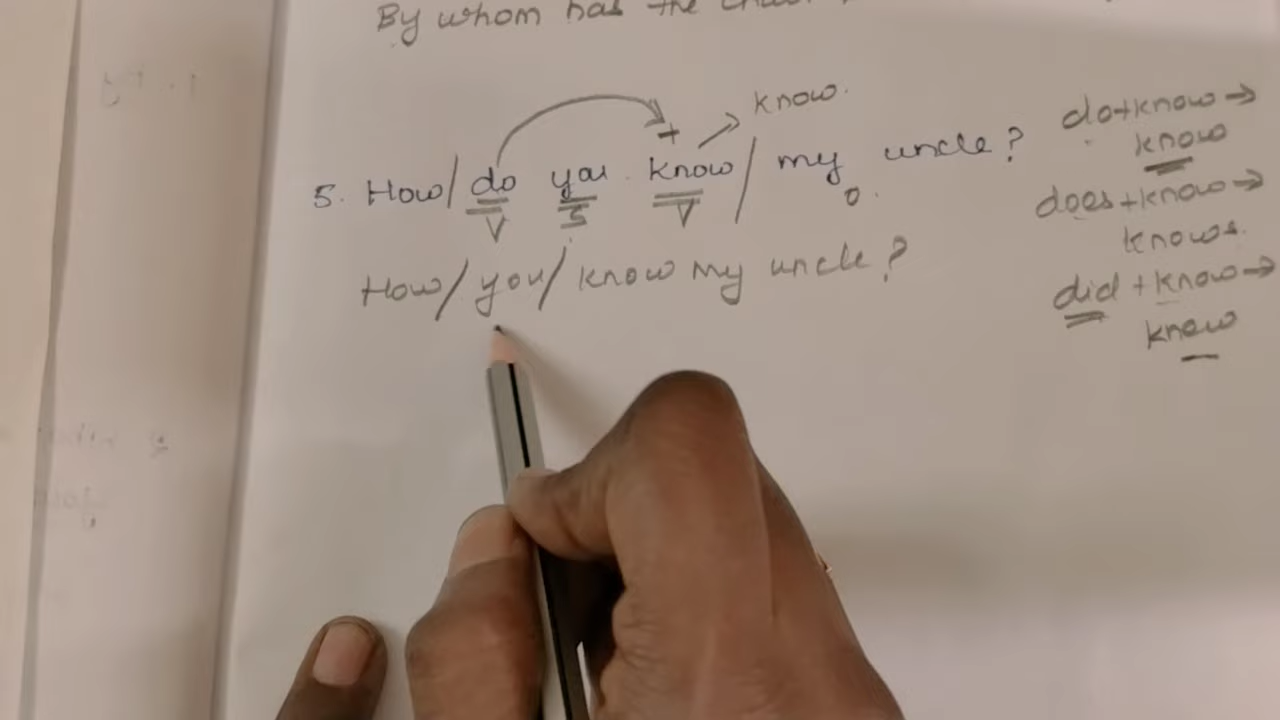 By whom has the
know.
5. How/ do you know/ my uncle?
V S V O.
How/ you/ know my uncle?
do+know→
know
does+know→
knows.
did+know→
knew